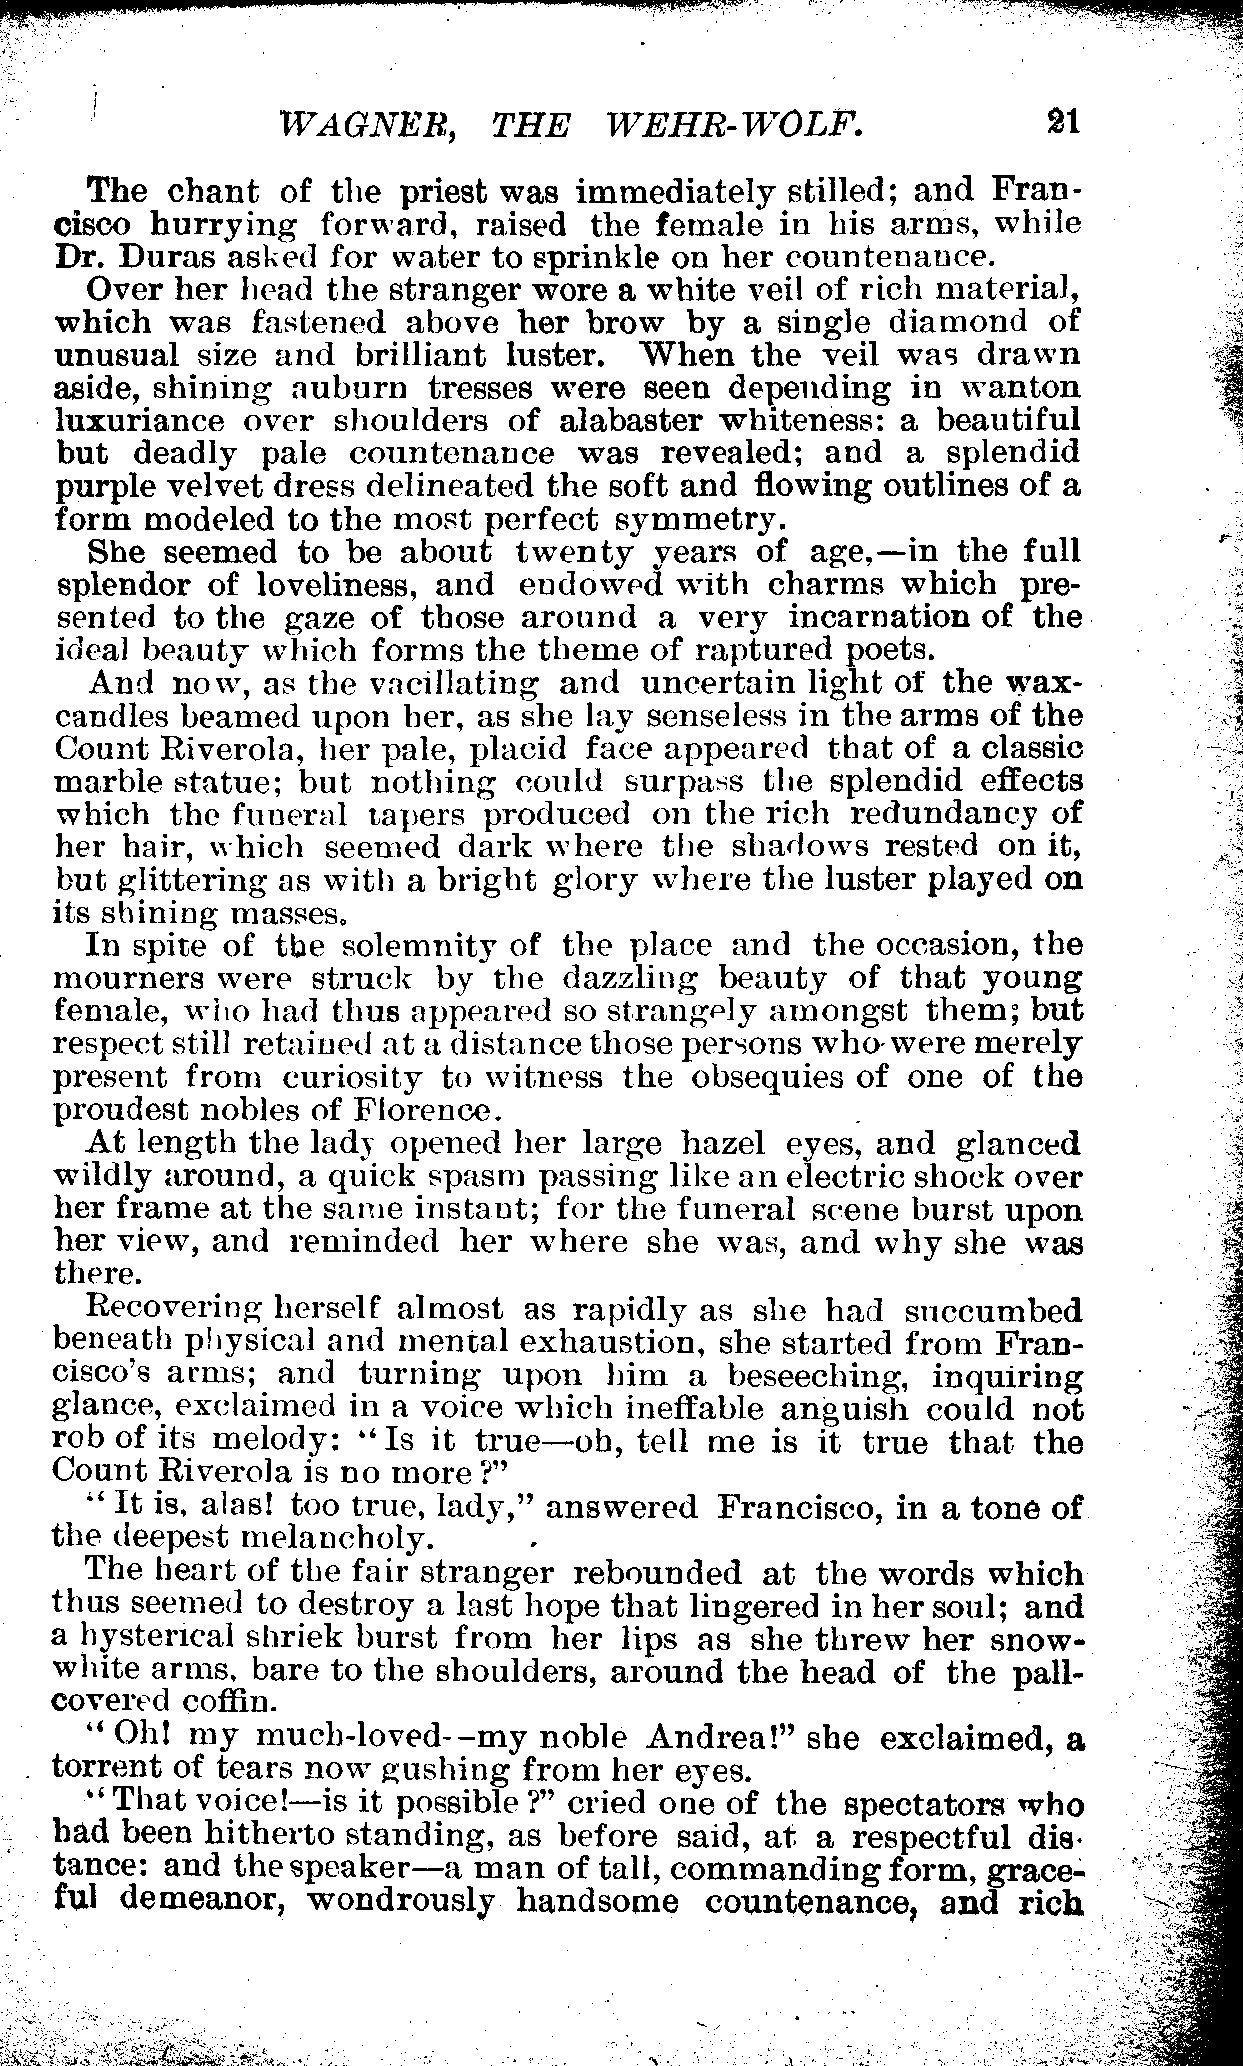 WAGNER, THE WEHR-WOLF. 21
The chant of the priest was immediately stilled; and Fran-
cisco hurrying forward, raised the female in his arms, while
Dr. Duras asked for water to sprinkle on her countenance.
Over her head the stranger wore a white veil of rich material,
which was fastened above her brow by a single diamond of
unusual size and brilliant luster. When the veil was drawn
aside, shining auburn tresses were seen depending in wanton
luxuriance over shoulders of alabaster whiteness: a beautiful
but deadly pale countenance was revealed; and a splendid
purple velvet dress delineated the soft and flowing outlines of a
form modeled to the most perfect symmetry.
She seemed to be about twenty years of age,—in the full
splendor of loveliness, and endowed with charms which pre-
sented to the gaze of those around a very incarnation of the
ideal beauty which forms the theme of raptured poets.
And now, as the vacillating and uncertain light of the wax-
candles beamed upon her, as she lay senseless in the arms of the
Count Riverola, her pale, placid face appeared that of a classic
marble statue; but nothing could surpass the splendid effects
which the funeral tapers produced on the rich redundancy of
her hair, which seemed dark where the shadows rested on it,
but glittering as with a bright glory where the luster played on
its shining masses.
In spite of the solemnity of the place and the occasion, the
mourners were struck by the dazzling beauty of that young
female, who had thus appeared so strangely amongst them; but
respect still retained at a distance those persons who were merely
present from curiosity to witness the obsequies of one of the
proudest nobles of Florence.
At length the lady opened her large hazel eyes, and glanced
wildly around, a quick spasm passing like an electric shock over
her frame at the same instant; for the funeral scene burst upon
her view, and reminded her where she was, and why she was
there.
Recovering herself almost as rapidly as she had succumbed
beneath physical and mental exhaustion, she started from Fran-
cisco's arms; and turning upon him a beseeching, inquiring
glance, exclaimed in a voice which ineffable anguish could not
rob of its melody: "Is it true—oh, tell me is it true that the
Count Riverola is no more?"
"It is, alas! too true, lady," answered Francisco, in a tone of
the deepest melancholy.
The heart of the fair stranger rebounded at the words which
thus seemed to destroy a last hope that lingered in her soul; and
a hysterical shriek burst from her lips as she threw her snow-
white arms, bare to the shoulders, around the head of the pall-
covered coffin.
"Oh! my much-loved--my noble Andrea!" she exclaimed, a
torrent of tears now gushing from her eyes.
"That voice!—is it possible?" cried one of the spectators who
had been hitherto standing, as before said, at a respectful dis-
tance: and the speaker—a man of tall, commanding form, grace-
ful demeanor, wondrously handsome countenance, and rich